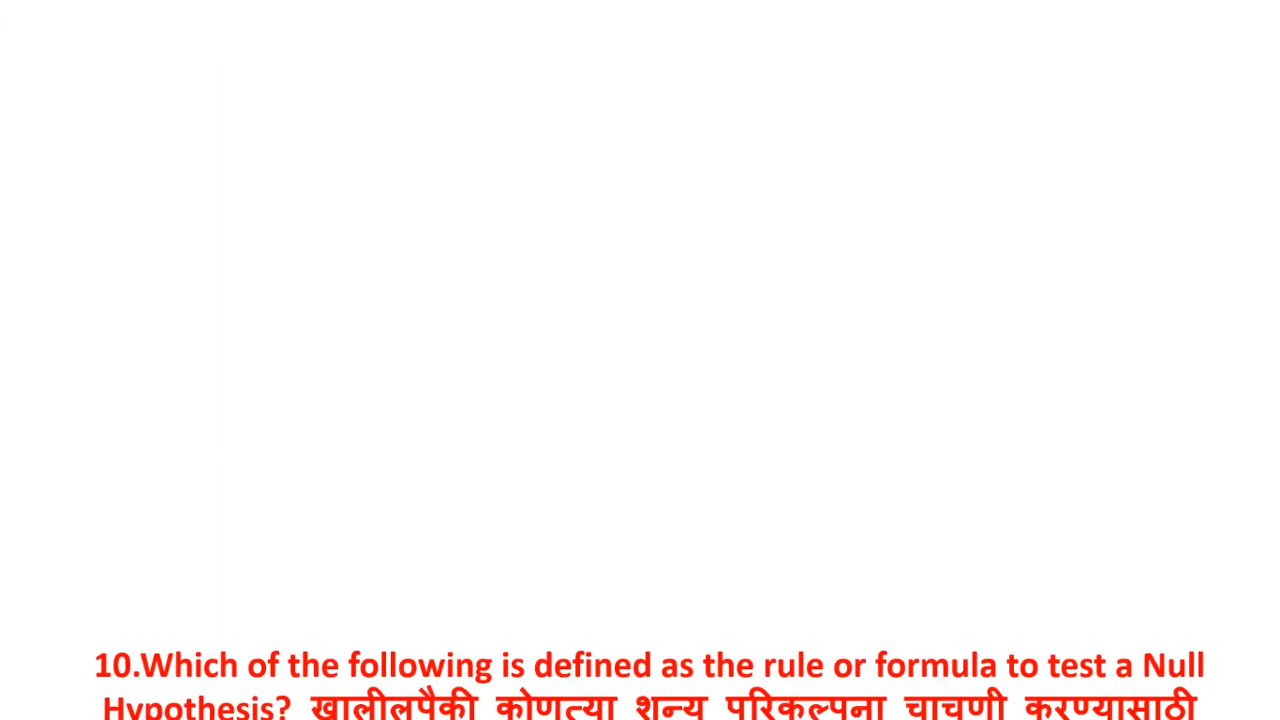 10.Which of the following is defined as the rule or formula to test a Null
Hypothesis? खालीलपैकी कोणत्या शून्य परिकल्पना चाचणी करण्यासाठी